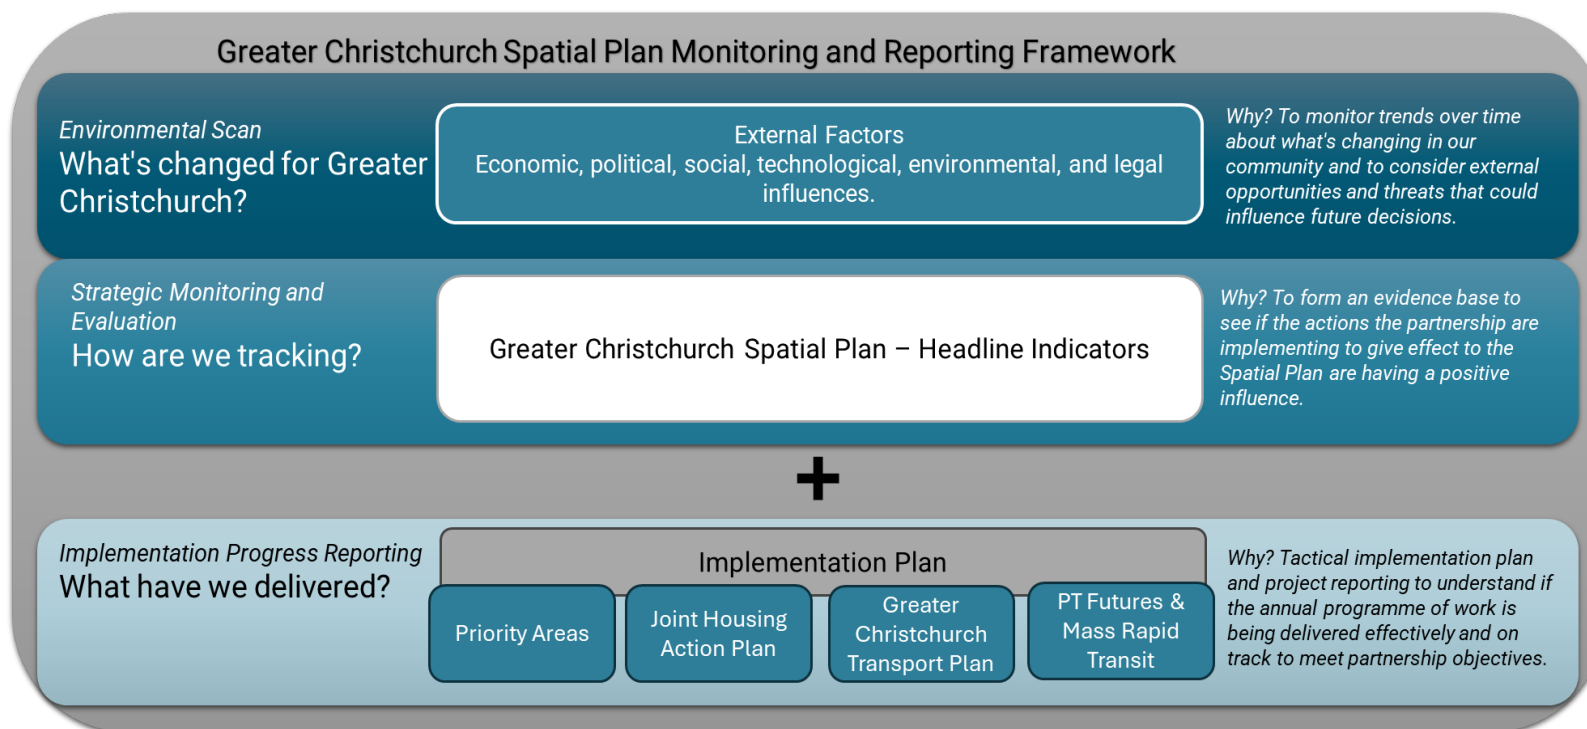 Greater Christchurch Spatial Plan Monitoring and Reporting Framework
Environmental Scan
What's changed for Greater
Christchurch?
External Factors
Economic, political, social, technological, environmental, and legal
influences.
Why? To monitor trends over time
about what's changing in our
community and to consider external
opportunities and threats that could
influence future decisions.
Strategic Monitoring and
Evaluation
How are we tracking?
Greater Christchurch Spatial Plan – Headline Indicators
Why? To form an evidence base to
see if the actions the partnership are
implementing to give effect to the
Spatial Plan are having a positive
influence.
+
Implementation Progress Reporting
What have we delivered?
Implementation Plan
Priority Areas
Joint Housing
Action Plan
Greater
Christchurch
Transport Plan
PT Futures &
Mass Rapid
Transit
Why? Tactical implementation plan
and project reporting to understand if
the annual programme of work is
being delivered effectively and on
track to meet partnership objectives.